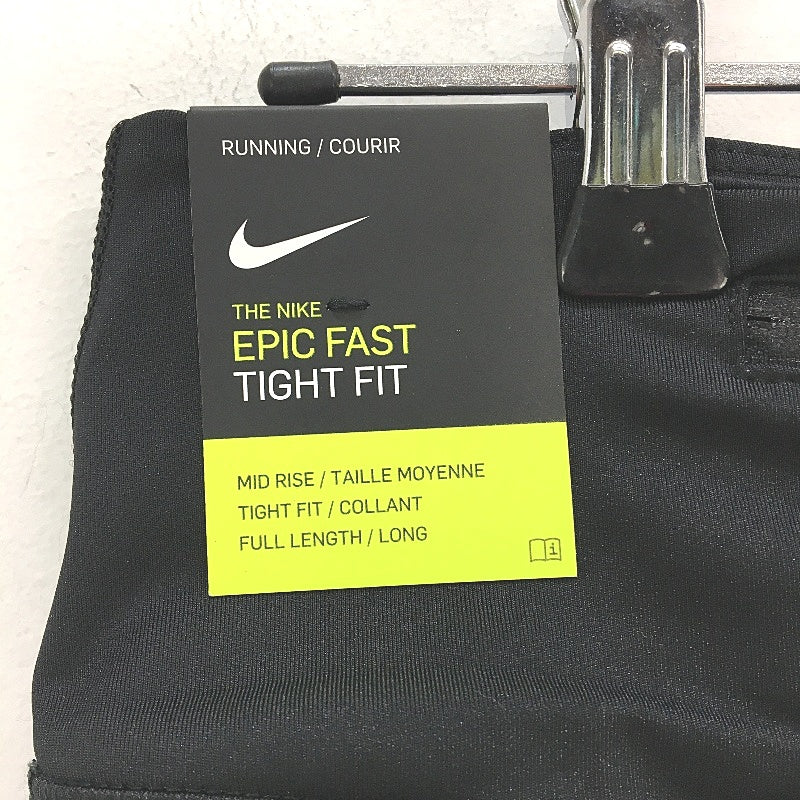 RUNNING / COURIR
THE NIKE
EPIC FAST
TIGHT FIT
MID RISE / TAILLE MOYENNE
TIGHT FIT / COLLANT
FULL LENGTH / LONG
i